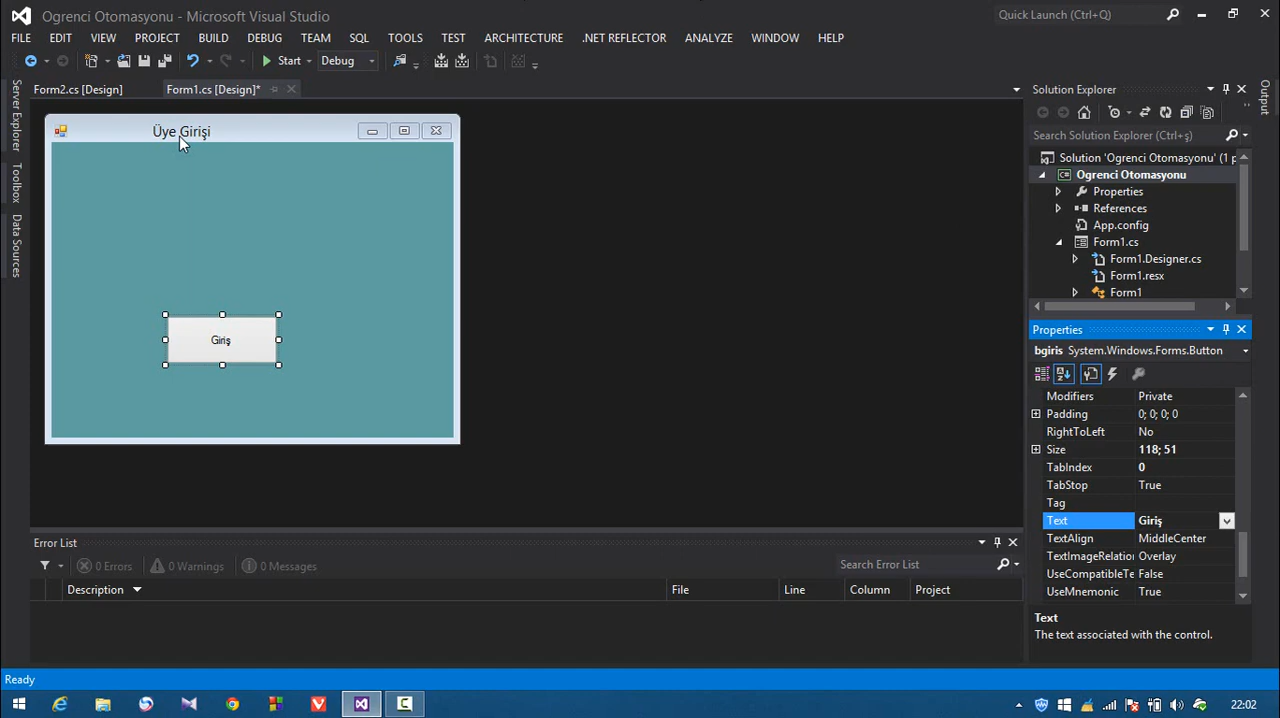 Ogrenci Otomasyonu - Microsoft Visual Studio
Quick Launch (Ctrl+Q)
FILE EDIT VIEW PROJECT BUILD DEBUG TEAM SQL TOOLS TEST ARCHITECTURE .NET REFLECTOR ANALYZE WINDOW HELP
Start Debug
Server Explorer
Toolbox
Data Sources
Form2.cs [Design]
Form1.cs [Design]*
Üye Girişi
Giriş
Solution Explorer
Output
Search Solution Explorer (Ctrl+ş)
Solution 'Ogrenci Otomasyonu' (1 p
Ogrenci Otomasyonu
Properties
References
App.config
Form1.cs
Form1.Designer.cs
Form1.resx
Form1
Properties
bgiris System.Windows.Forms.Button
Modifiers Private
Padding 0; 0; 0; 0
RightToLeft No
Size 118; 51
TabIndex 0
TabStop True
Tag
Text Giriş
TextAlign MiddleCenter
TextImageRelation Overlay
UseCompatibleTe False
UseMnemonic True
Text
The text associated with the control.
Error List
0 Errors 0 Warnings 0 Messages
Search Error List
Description File Line Column Project
Ready
22:02